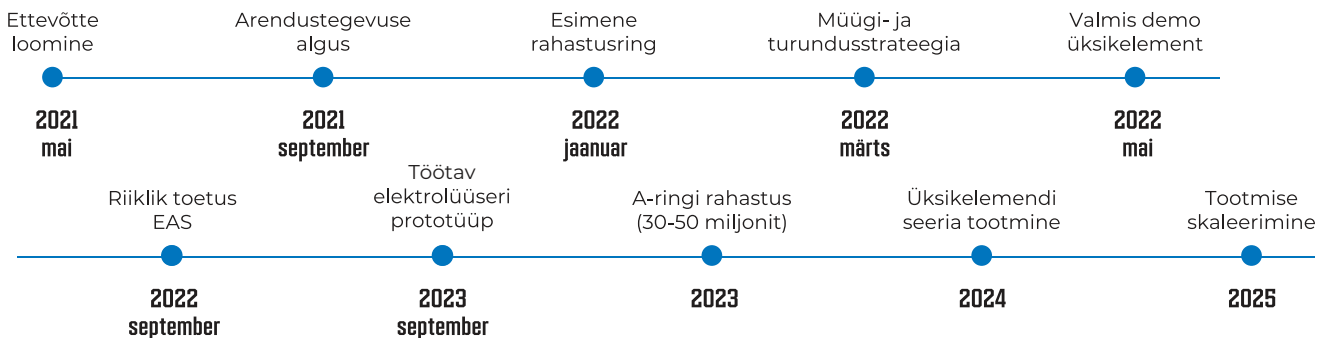 Ettevõtte
loomine
2021
mai
Arendustegevuse
algus
2021
september
Esimene
rahastusring
2022
jaanuar
Müügi- ja
turundusstrateegia
2022
märts
Valmis demo
üksikelement
2022
mai
Riiklik toetus
EAS
2022
september
Töötav
elektrolüüseri
prototüüp
2023
september
A-ringi rahastus
(30-50 miljonit)
2023
Üksikelemendi
seeria tootmine
2024
Tootmise
skaleerimine
2025